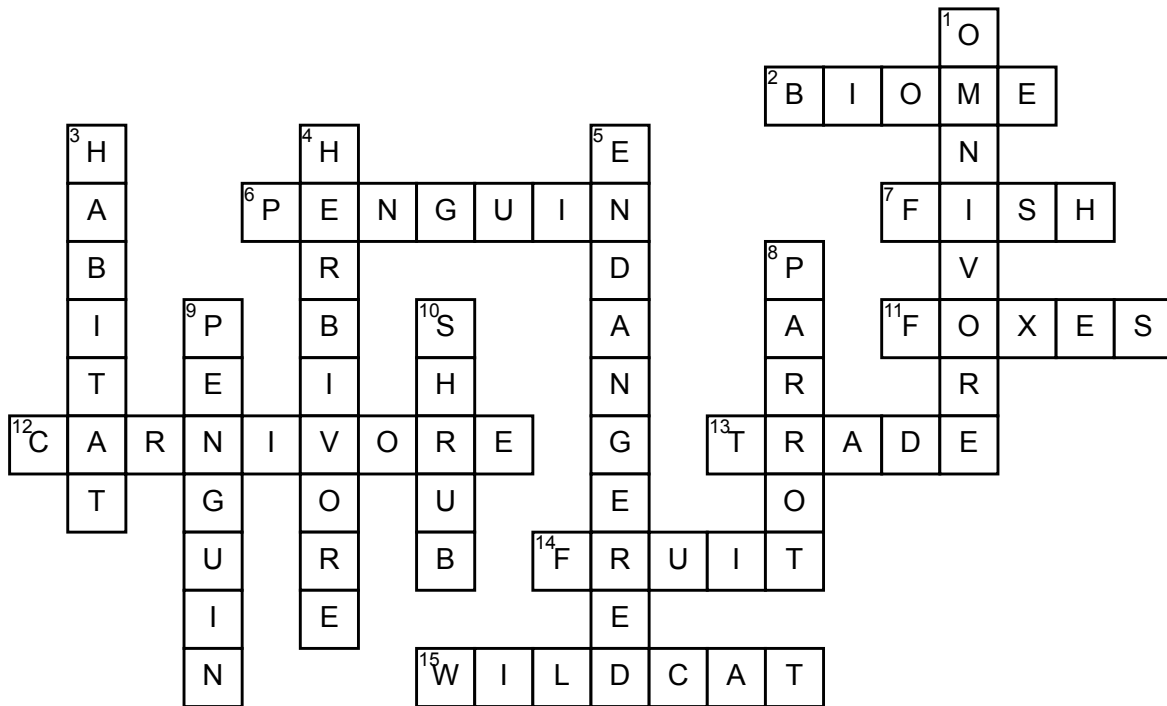 1 O
2 B I O M E
3 H 4 H 5 E N
A 6 P E N G U I N 7 F I S H
B R D 8 P V
I 9 P B 10 S A A 11 F O X E S
T E I H N R R
12 C A R N I V O R E G 13 T R A D E
T G O U E O
U R B 14 F R U I T
I E E
N 15 W I L D C A T